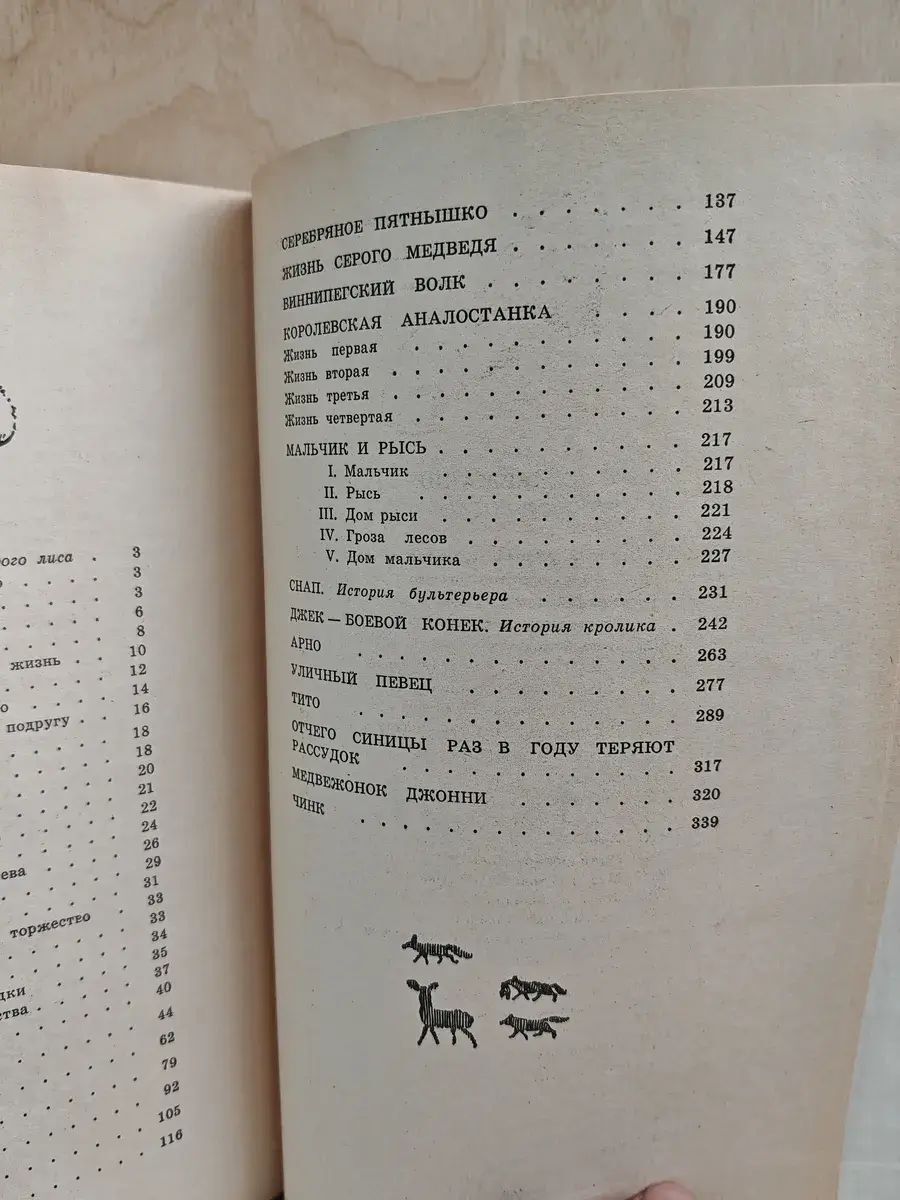 ого лиса . 3
3
3
6
8
жизнь . . 10
12
14
подругу . . 16
18
18
20
21
22
24
26
29
31
33
торжество . 33
34
35
37
40
44
62
79
92
105
116
СЕРЕБРЯНОЕ ПЯТНЫШКО . . . . . . . 137
ЖИЗНЬ СЕРОГО МЕДВЕДЯ . . . . . . . 147
ВИННИПЕГСКИЙ ВОЛК . . . . . . . . 177
КОРОЛЕВСКАЯ АНАЛОСТАНКА . . . . 190
Жизнь первая . . . . . . . . . . . 190
Жизнь вторая . . . . . . . . . . . 199
Жизнь третья . . . . . . . . . . . 209
Жизнь четвертая . . . . . . . . . . 213
МАЛЬЧИК И РЫСЬ . . . . . . . . . . 217
I. Мальчик . . . . . . . . . . 217
II. Рысь . . . . . . . . . . 218
III. Дом рыси . . . . . . . . . . 221
IV. Гроза лесов . . . . . . . . . 224
V. Дом мальчика . . . . . . . . 227
СНАП. История бультерьера . . . . . . 231
ДЖЕК — БОЕВОЙ КОНЕК. История кролика . 242
АРНО . . . . . . . . . . . . . 263
УЛИЧНЫЙ ПЕВЕЦ . . . . . . . . . 277
ТИТО . . . . . . . . . . . . . 289
ОТЧЕГО СИНИЦЫ РАЗ В ГОДУ ТЕРЯЮТ
РАССУДОК . . . . . . . . . . . . 317
МЕДВЕЖОНОК ДЖОННИ . . . . . . . 320
ЧИНК . . . . . . . . . . . . . 339